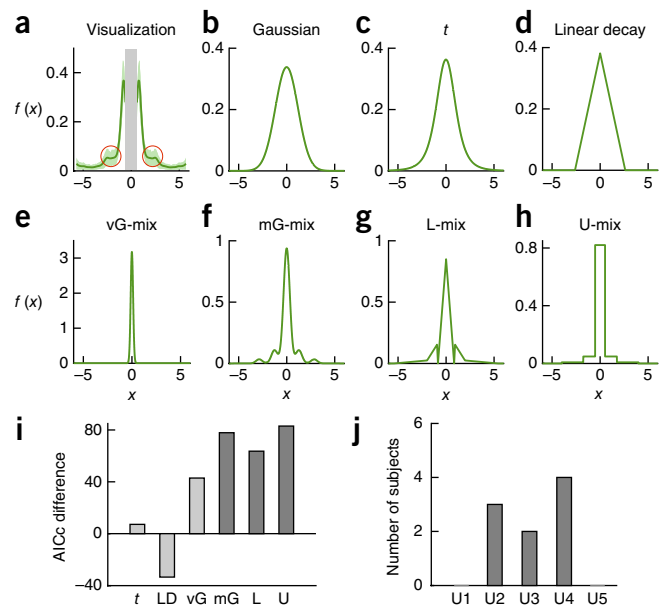 a Visualization b Gaussian c t d Linear decay
0.4 0.4 0.4 0.4
f (x)
0.2 0.2 0.2 0.2
0 0 0 0
−5 0 5 −5 0 5 −5 0 5 −5 0 5
e vG-mix f mG-mix g L-mix h U-mix
3 1 1 0.8
f (x) 2 0.5 0.5 0.4
1
0 0 0 0
−5 0 5 −5 0 5 −5 0 5 −5 0 5
x x x x
i j
80 6
AICc difference 40 Number of subjects 4
0 2
−40 0
t LD vG mG L U U1 U2 U3 U4 U5